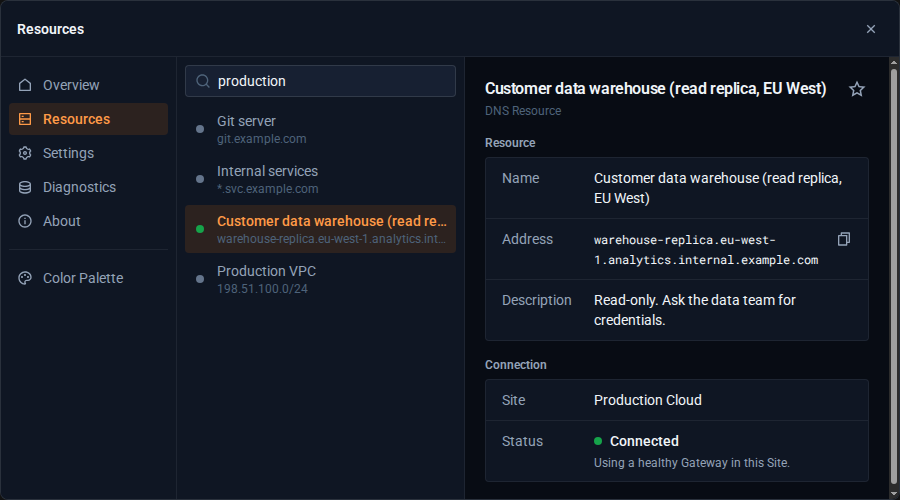 Resources
Overview
Resources
Settings
Diagnostics
About
Color Palette
production
Git server
git.example.com
Internal services
*.svc.example.com
Customer data warehouse (read re...
warehouse-replica.eu-west-1.analytics.int...
Production VPC
198.51.100.0/24
Customer data warehouse (read replica, EU West)
DNS Resource
Resource
Name
Customer data warehouse (read replica,
EU West)
Address
warehouse-replica.eu-west-
1.analytics.internal.example.com
Description
Read-only. Ask the data team for
credentials.
Connection
Site
Production Cloud
Status
Connected
Using a healthy Gateway in this Site.